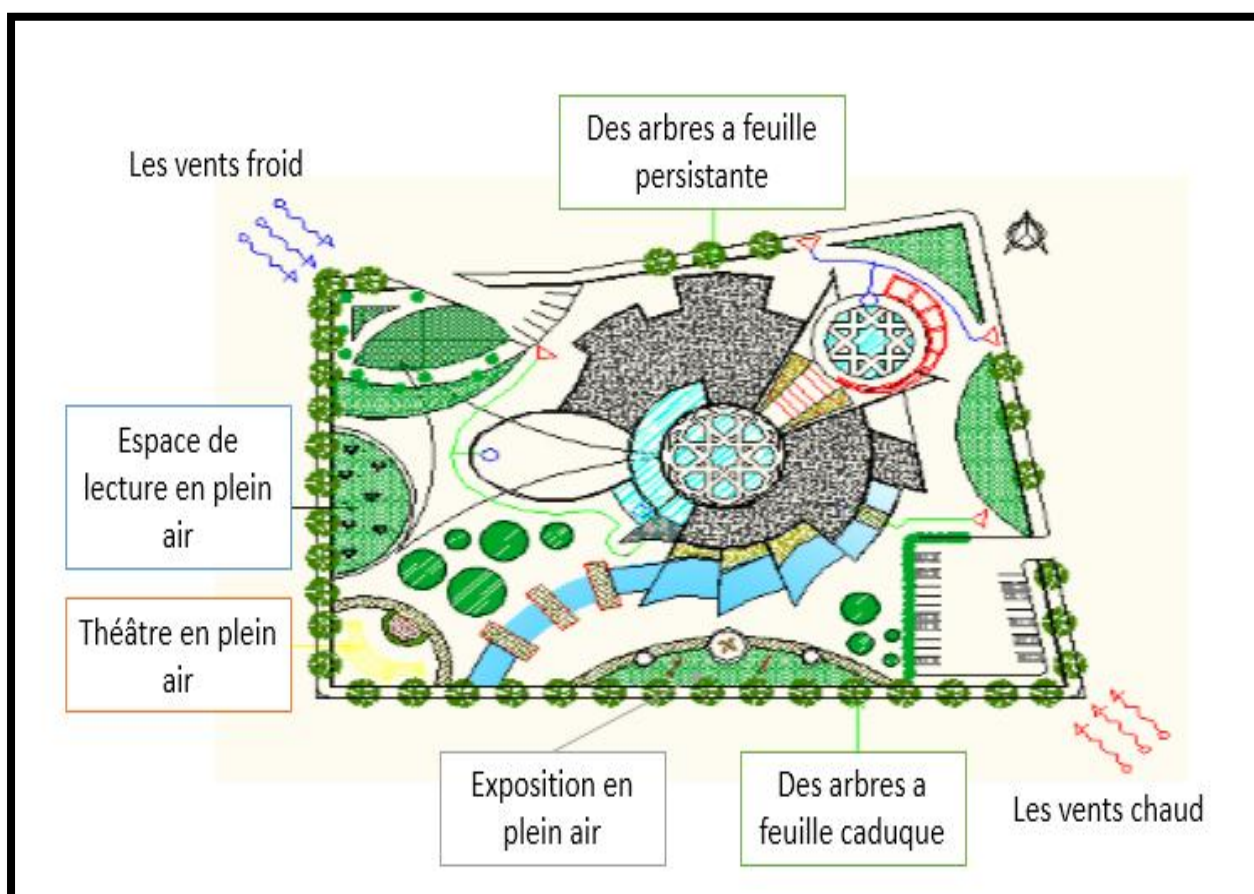 Des arbres a feuille
persistante
Les vents froid
Espace de
lecture en plein
air
Théâtre en plein
air
Exposition en
plein air
Des arbres a
feuille caduque
Les vents chaud